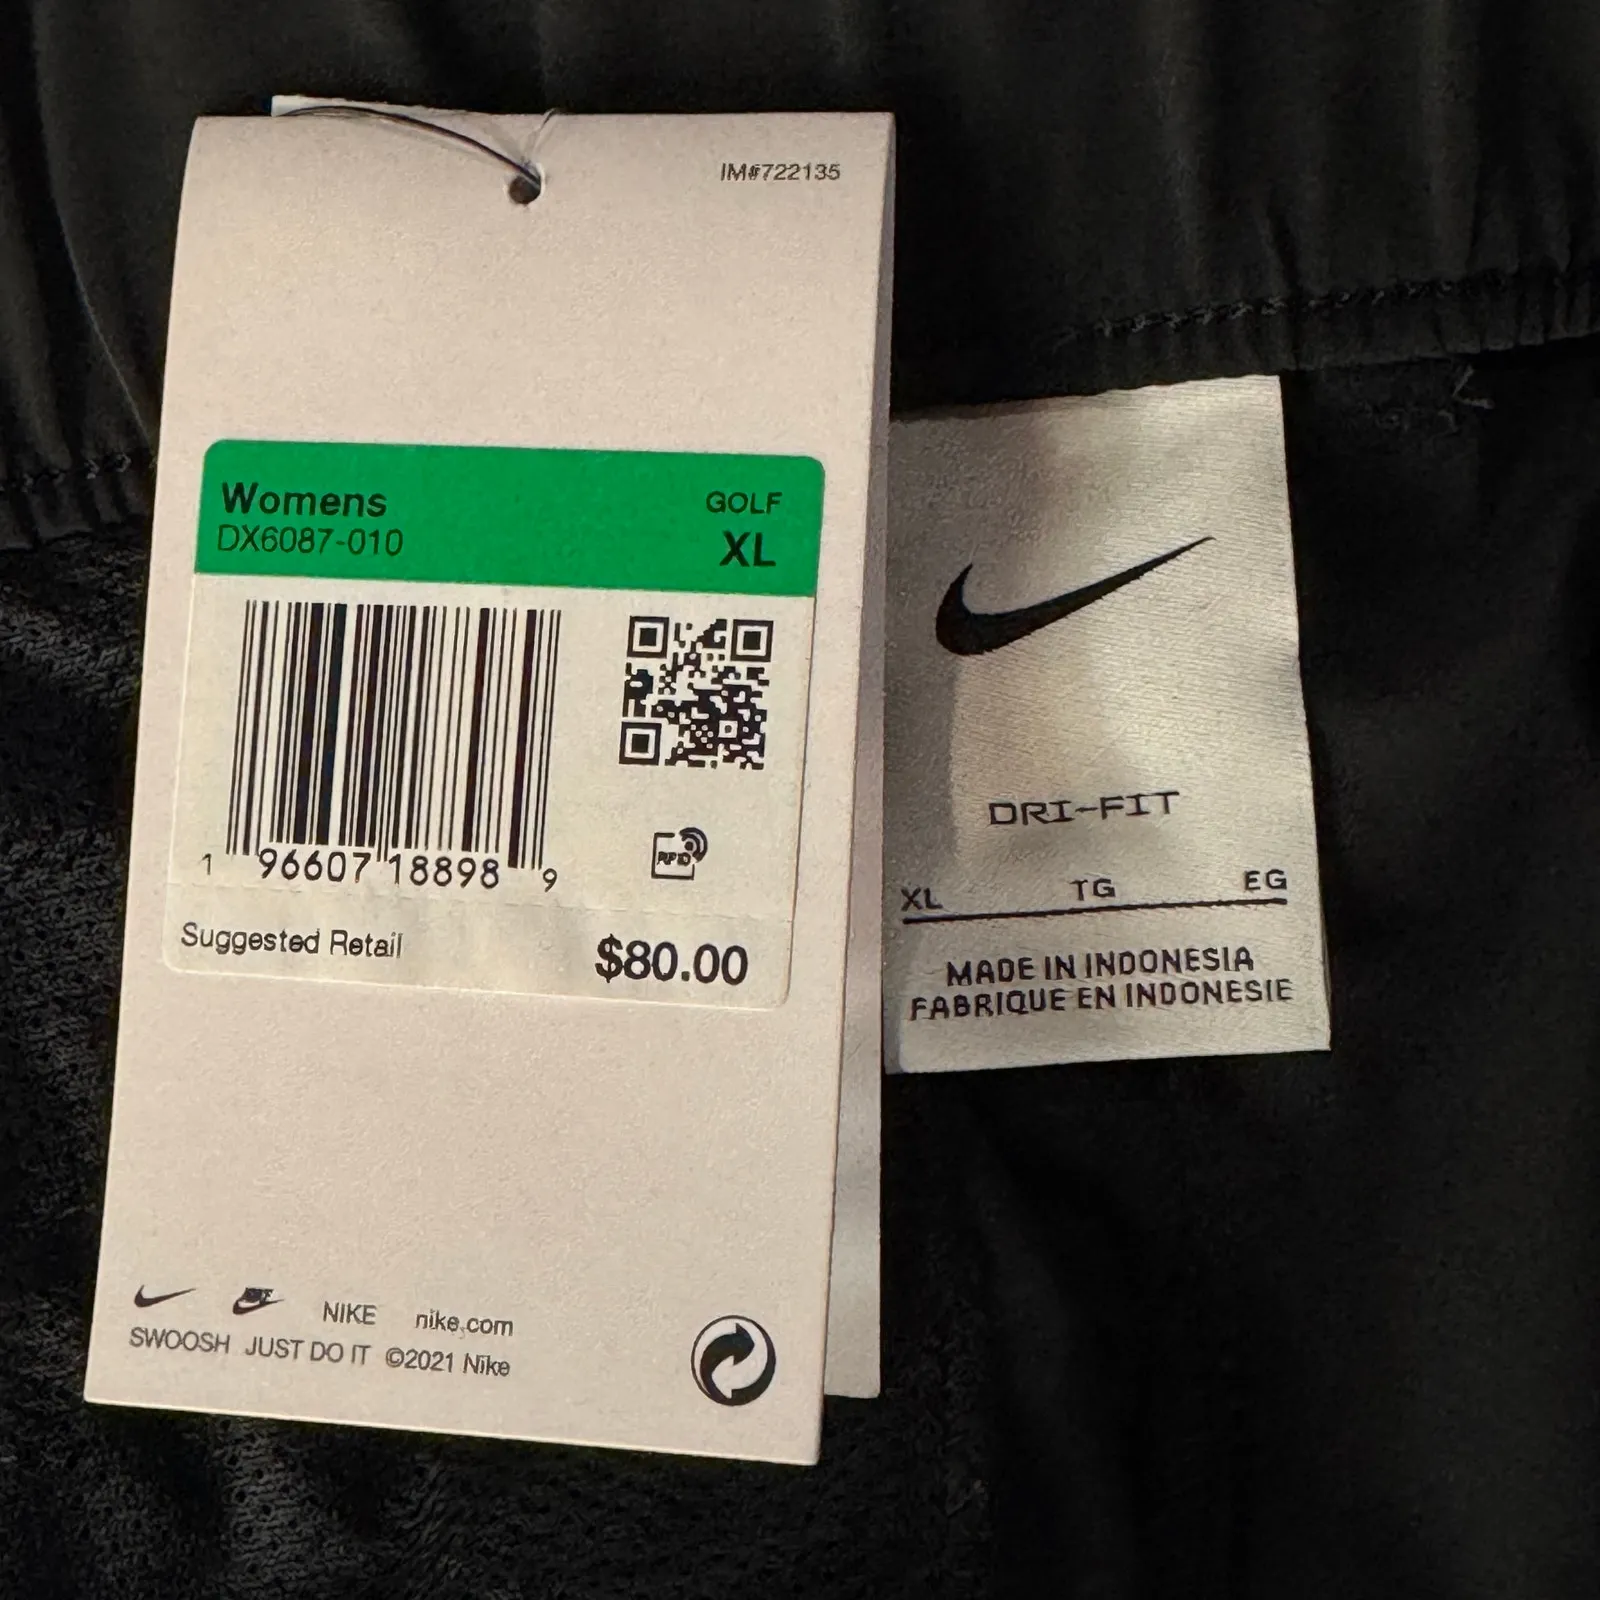 IM#722135
Womens GOLF
DX6087-010 XL
1 96607 18898 9
RFID
Suggested Retail $80.00
NIKE nike.com
SWOOSH JUST DO IT ©2021 Nike
DRI-FIT
XL TG EG
MADE IN INDONESIA
FABRIQUE EN INDONESIE